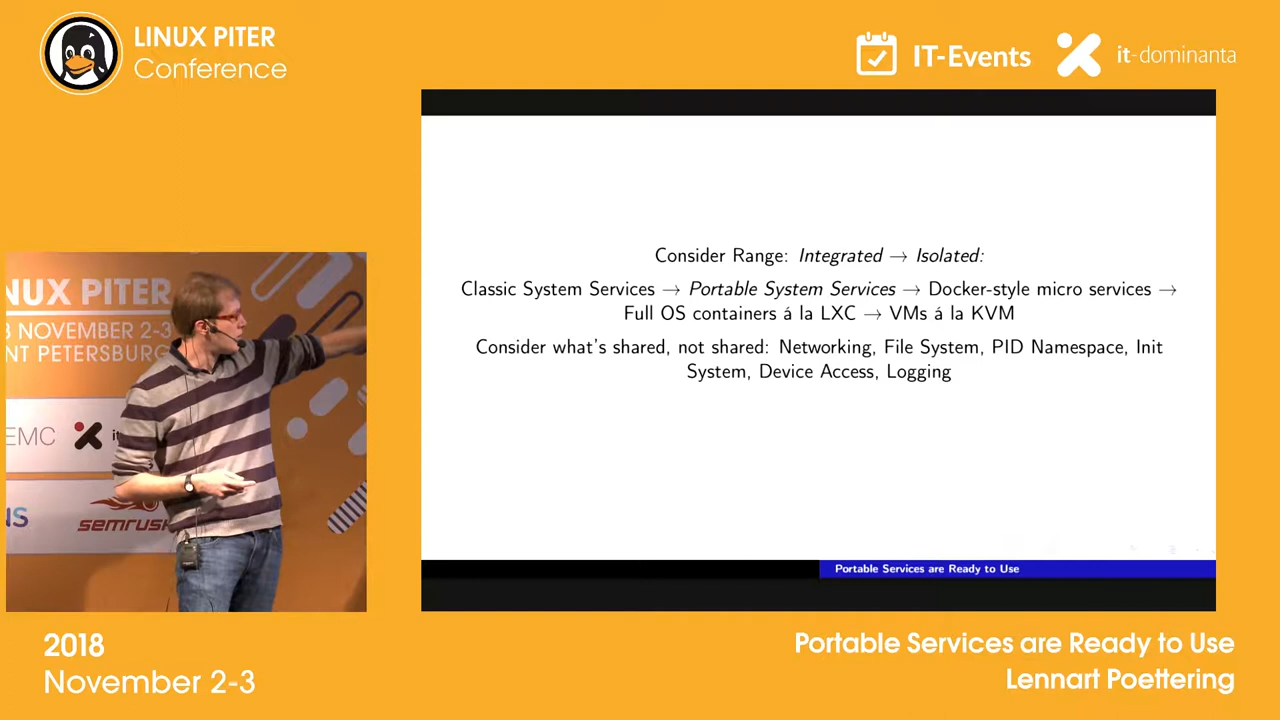 LINUX PITER
Conference
IT-Events
it-dominanta
Consider Range: Integrated → Isolated:
Classic System Services → Portable System Services → Docker-style micro services →
Full OS containers á la LXC → VMs á la KVM
Consider what's shared, not shared: Networking, File System, PID Namespace, Init
System, Device Access, Logging
Portable Services are Ready to Use
NUX PITER
3 NOVEMBER 2-3
NT PETERSBURG
EMC
it
NS
semrush
2018
November 2-3
Portable Services are Ready to Use
Lennart Poettering